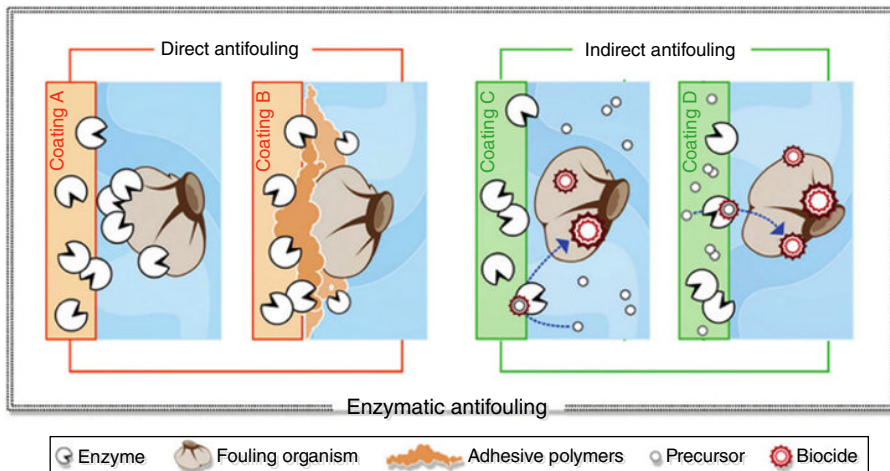 Direct antifouling
Indirect antifouling
Coating A
Coating B
Coating C
Coating D
Enzymatic antifouling
Enzyme
Fouling organism
Adhesive polymers
Precursor
Biocide